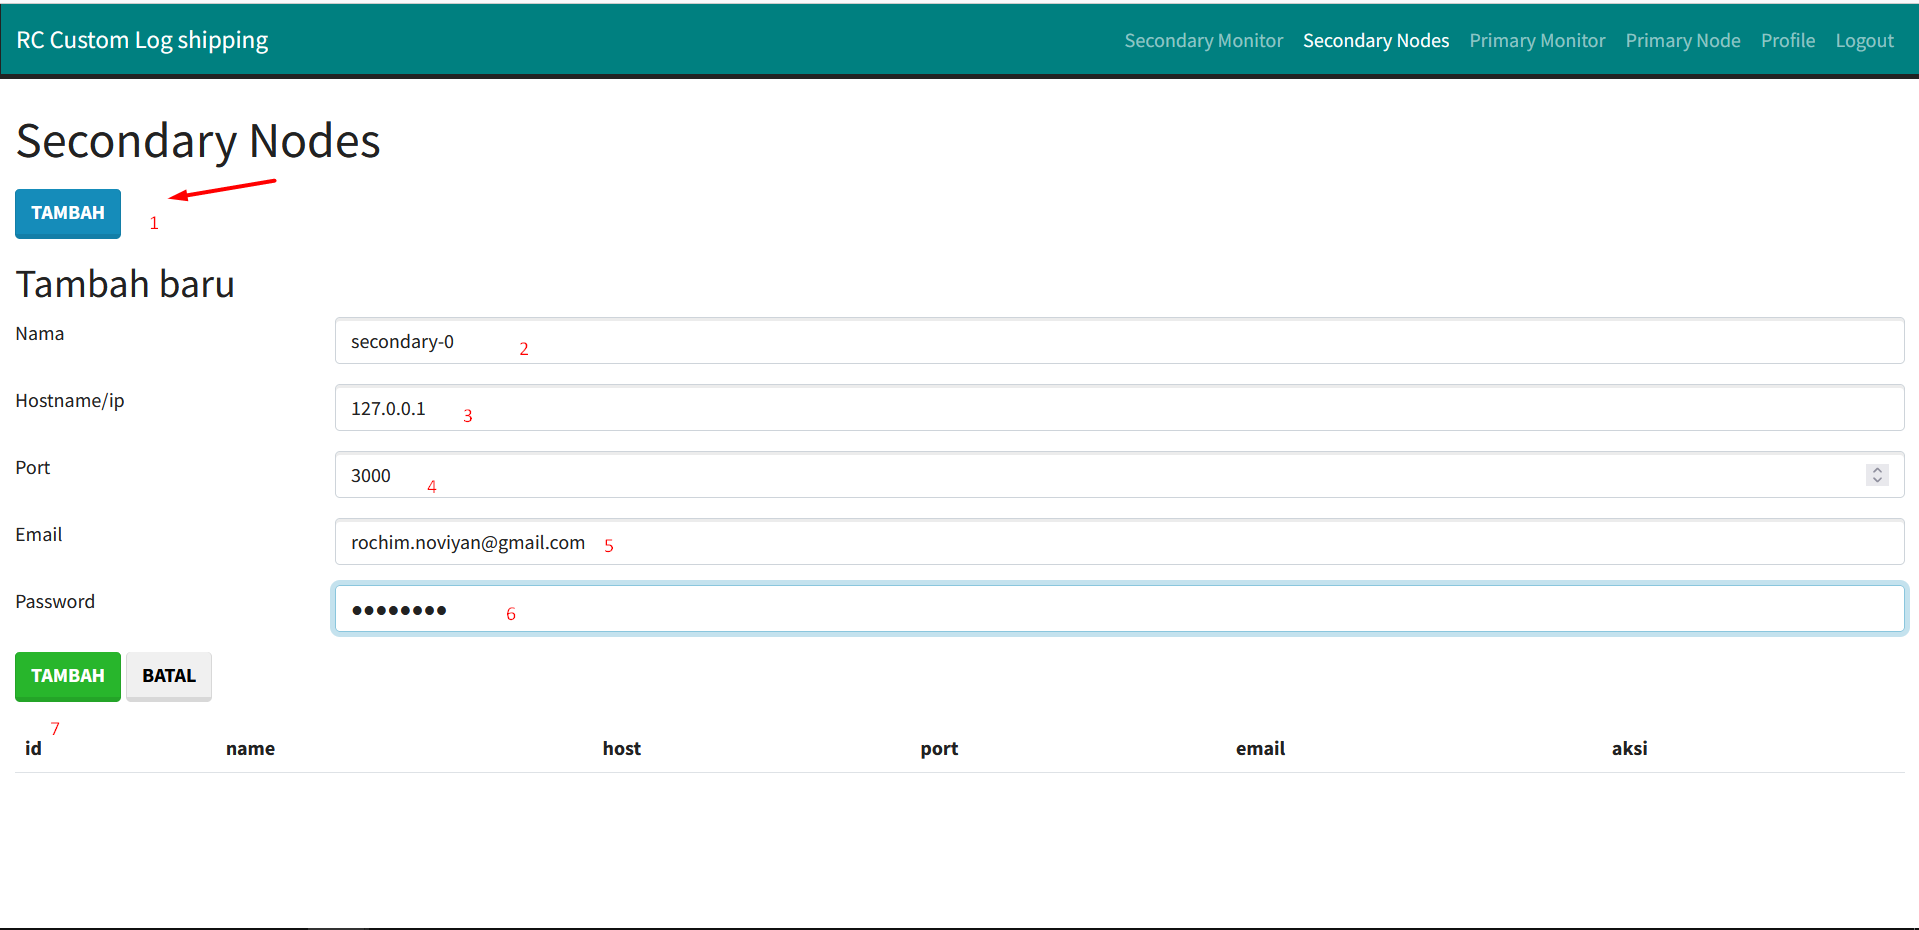 RC Custom Log shipping
Secondary Monitor Secondary Nodes Primary Monitor Primary Node Profile Logout
Secondary Nodes
TAMBAH 1
Tambah baru
Nama secondary-0 2
Hostname/ip 127.0.0.1 3
Port 3000 4
Email rochim.noviyan@gmail.com 5
Password ●●●●●●●● 6
TAMBAH BATAL
7
id name host port email aksi